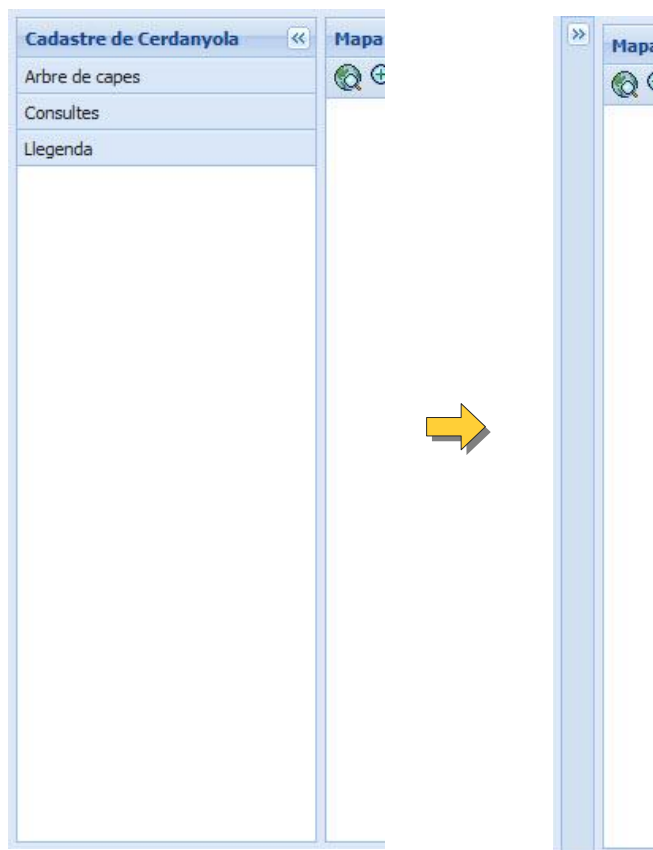 Cadastre de Cerdanyola
Arbre de capes
Consultes
Llegenda
Mapa
Mapa